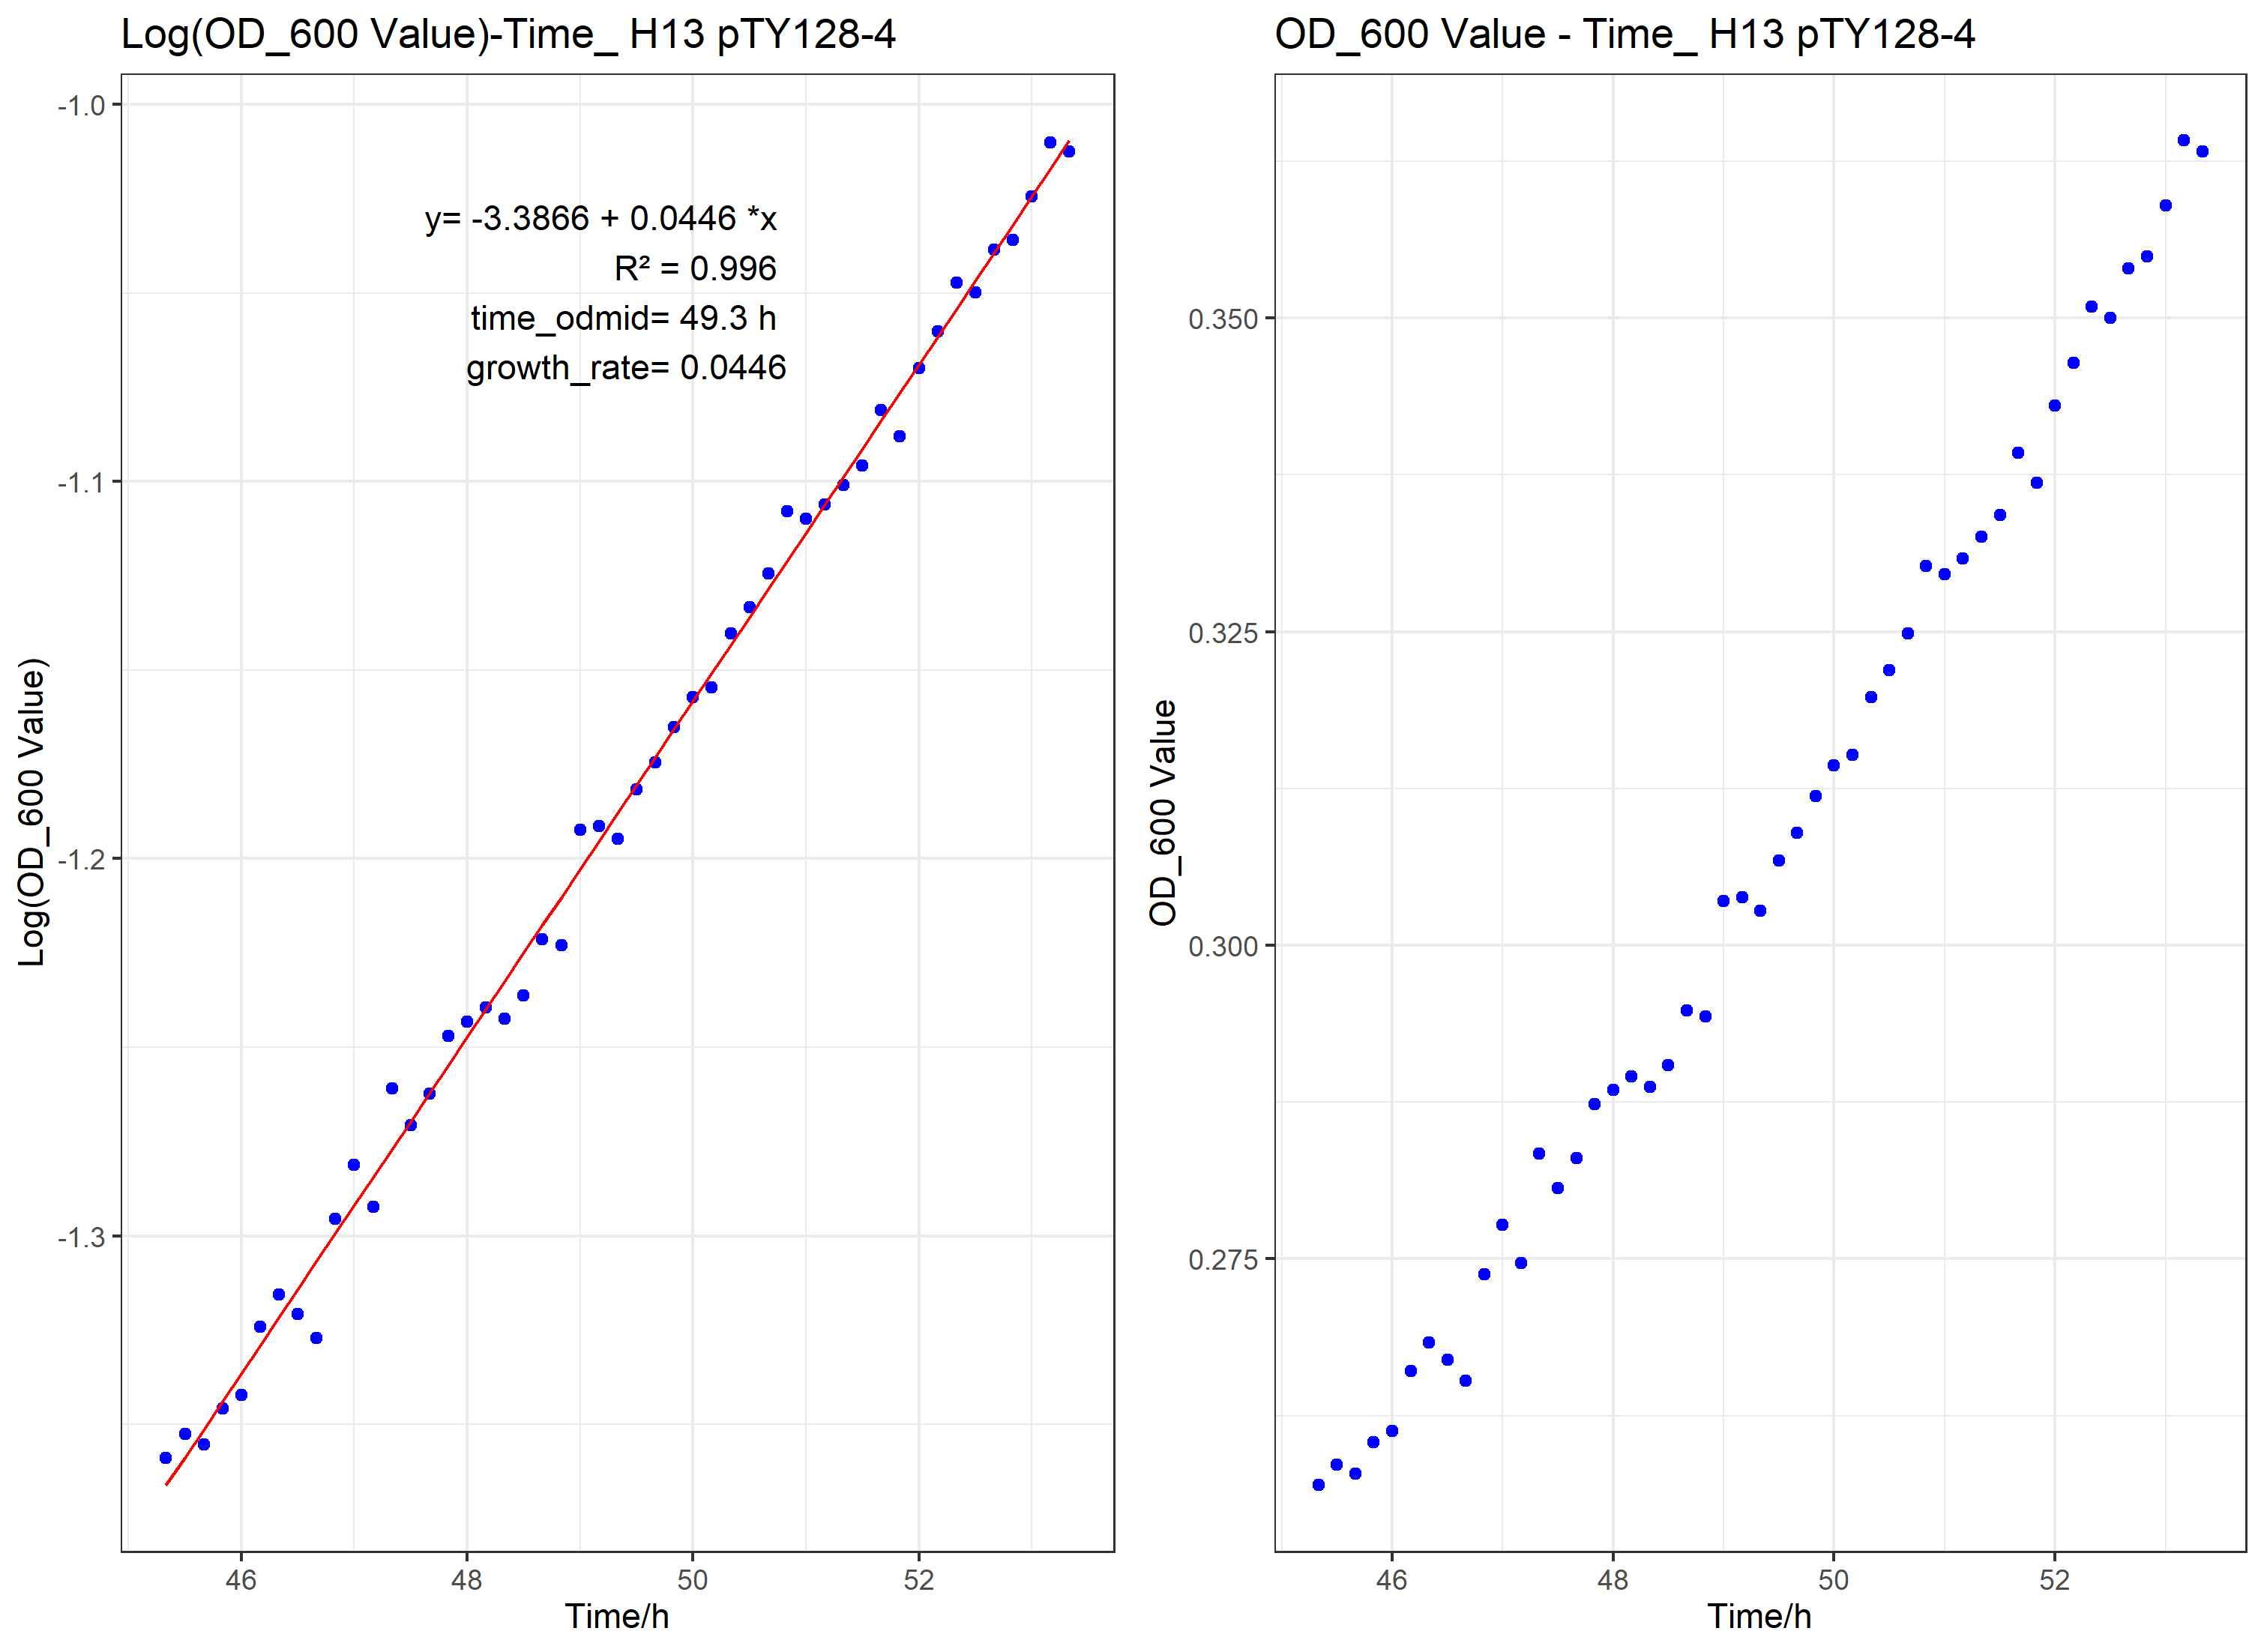 Log(OD_600 Value)-Time_ H13 pTY128-4
-1.0
-1.1
-1.2
-1.3
Log(OD_600 Value)
y= -3.3866 + 0.0446 *x
R² = 0.996
time_odmid= 49.3 h
growth_rate= 0.0446
46 48 50 52
Time/h
OD_600 Value - Time_ H13 pTY128-4
0.350
0.325
0.300
0.275
OD_600 Value
46 48 50 52
Time/h